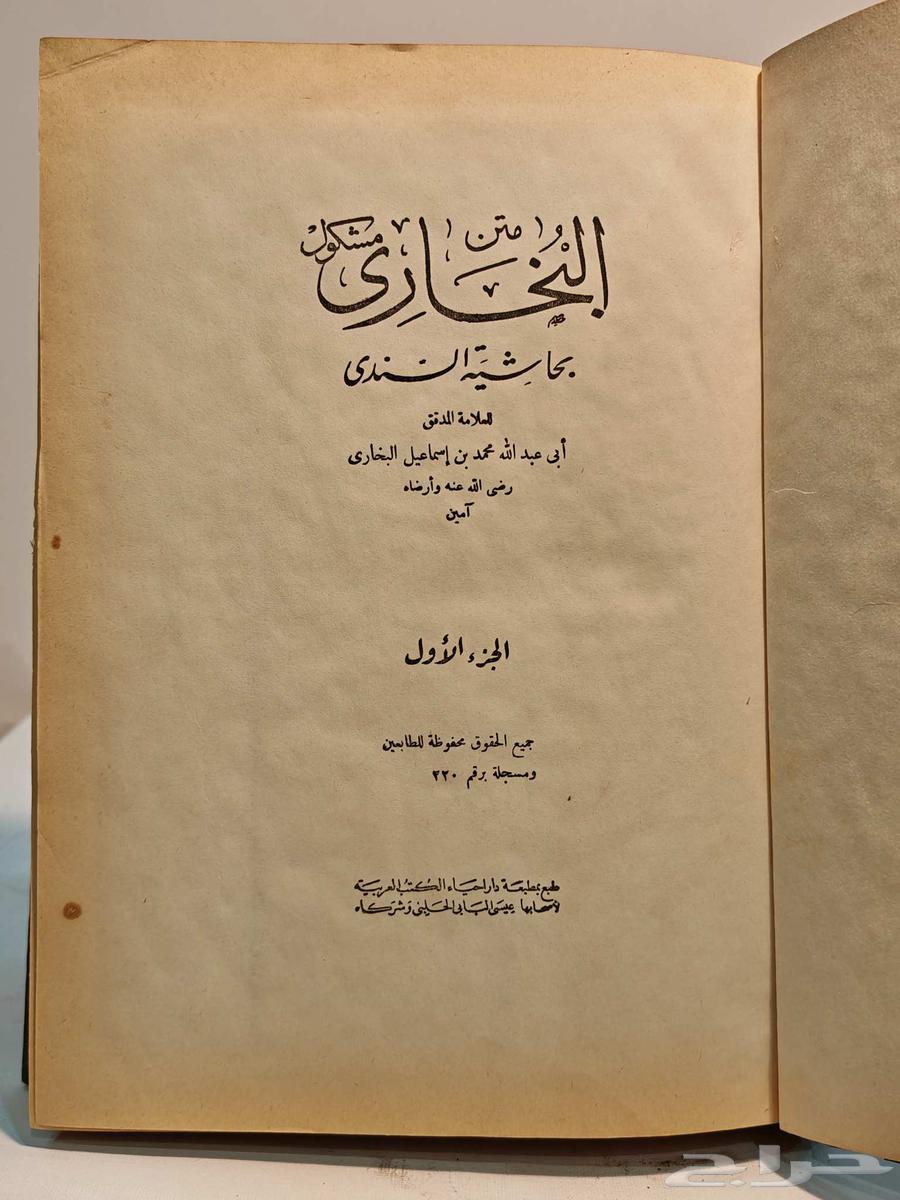 متن
البخارى مشكول
بحاشية السندى
للعلامة المدقق
أبى عبد الله محمد بن إسماعيل البخارى
رضى الله عنه وأرضاه
آمين
الجزء الأول
جميع الحقوق محفوظة للطابعين
ومسجلة برقم ٢٢٠
طبع بمطبعة دار احياء الكتب العربية
لأصحابها عيسى البابى الحلبى وشركاه
حراج